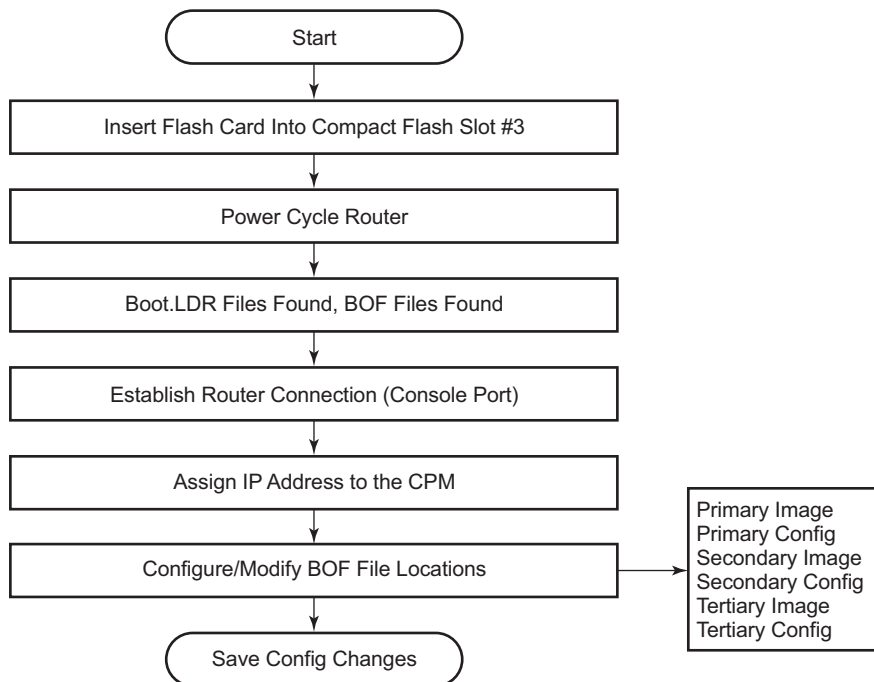 Start
Insert Flash Card Into Compact Flash Slot #3
Power Cycle Router
Boot.LDR Files Found, BOF Files Found
Establish Router Connection (Console Port)
Assign IP Address to the CPM
Configure/Modify BOF File Locations
Primary Image
Primary Config
Secondary Image
Secondary Config
Tertiary Image
Tertiary Config
Save Config Changes